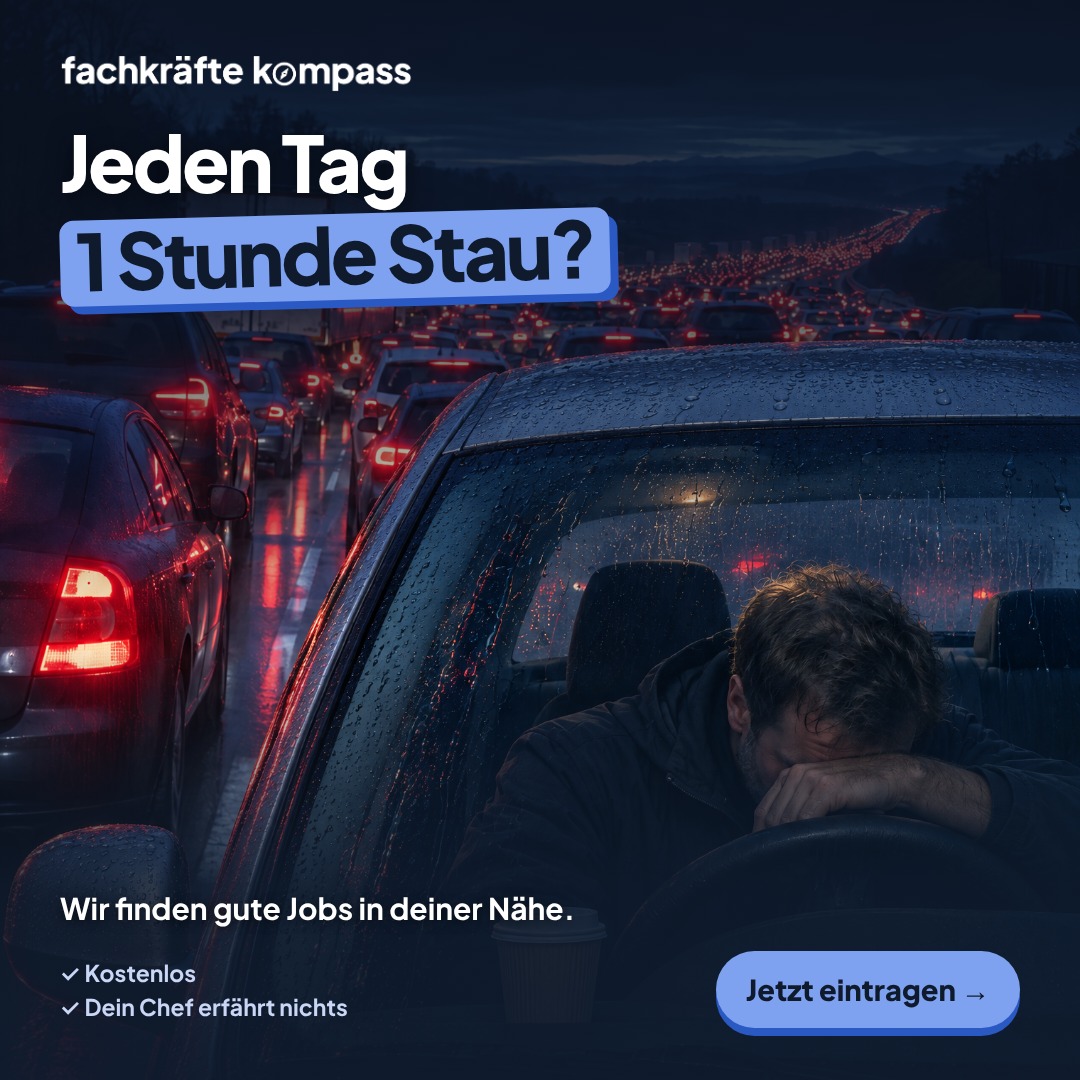 fachkräfte kompass
Jeden Tag
1 Stunde Stau?
Wir finden gute Jobs in deiner Nähe.
✓ Kostenlos
✓ Dein Chef erfährt nichts
Jetzt eintragen →